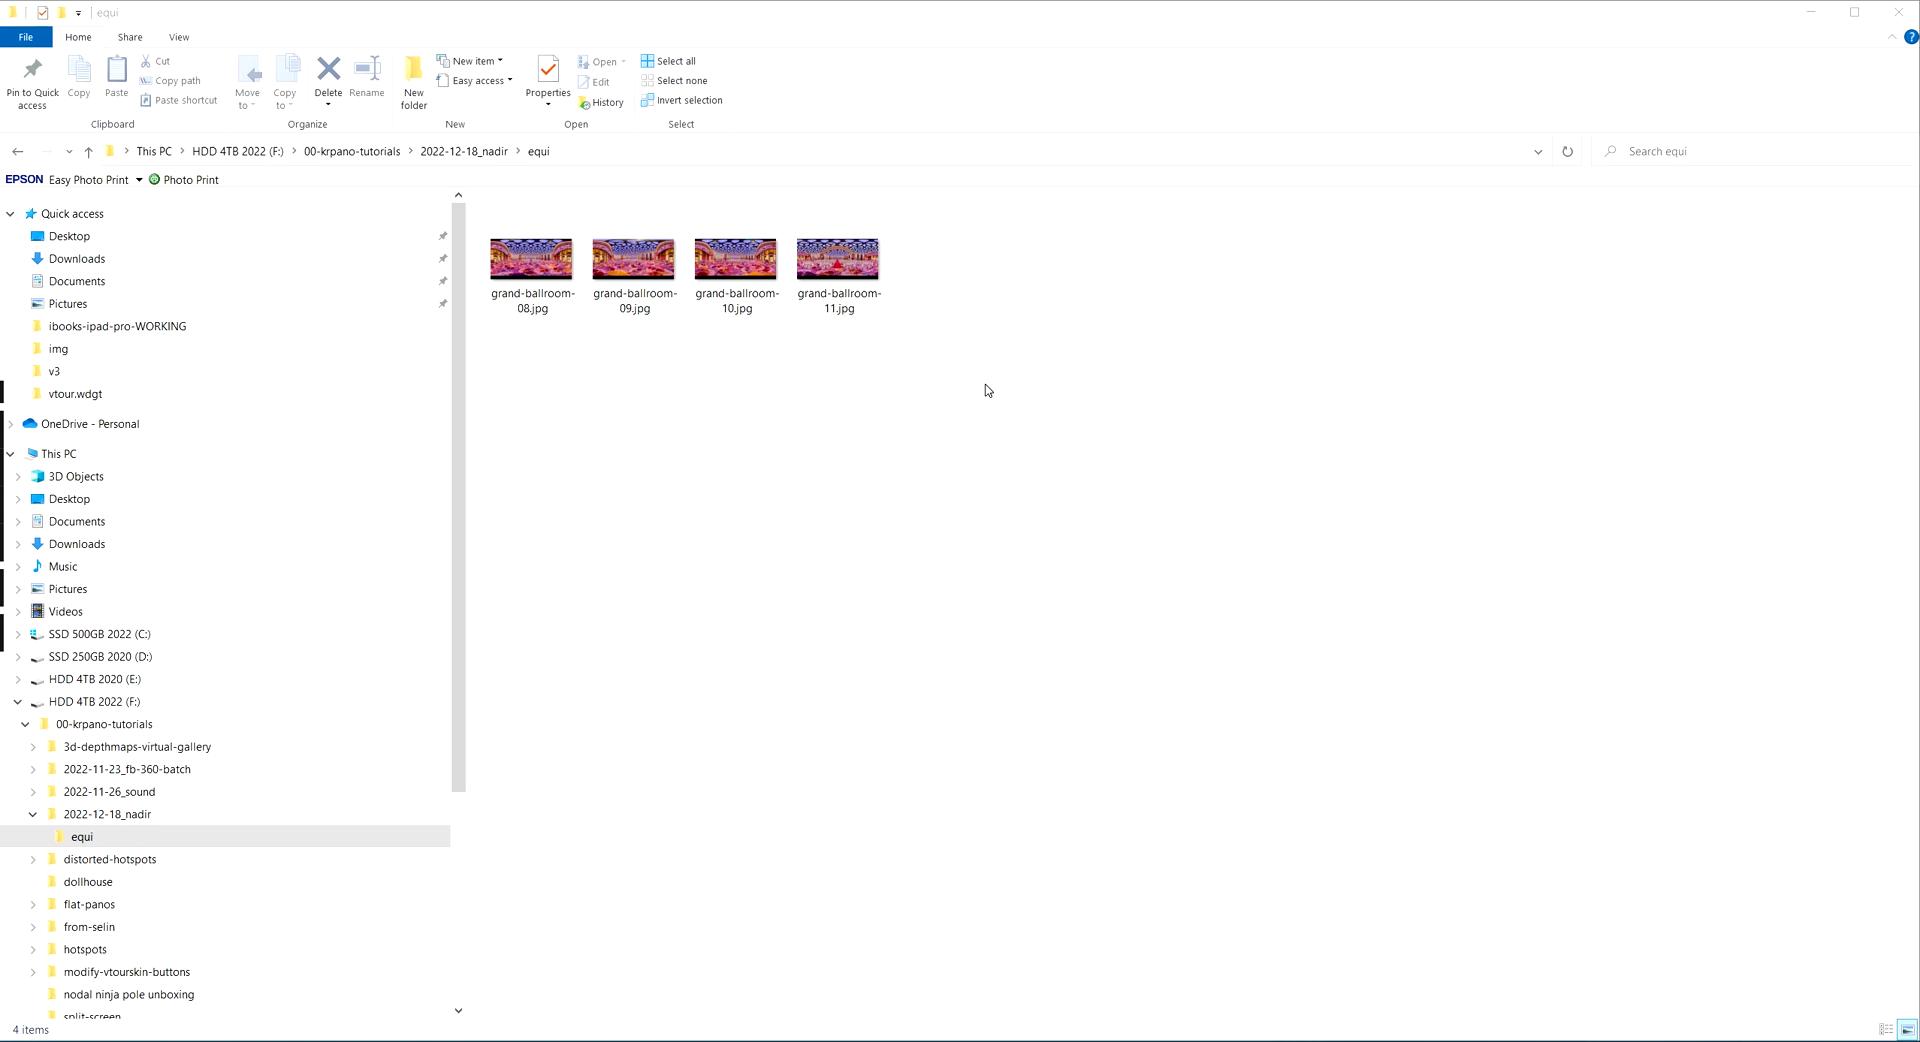 equi
File Home Share View
Pin to Quick access
Copy
Paste
Cut
Copy path
Paste shortcut
Clipboard
Move to
Copy to
Delete
Rename
Organize
New folder
New item
Easy access
New
Properties
Open
Edit
History
Open
Select all
Select none
Invert selection
Select
This PC > HDD 4TB 2022 (F:) > 00-krpano-tutorials > 2022-12-18_nadir > equi
Search equi
EPSON Easy Photo Print Photo Print
Quick access
Desktop
Downloads
Documents
Pictures
ibooks-ipad-pro-WORKING
img
v3
vtour.wdgt
OneDrive - Personal
This PC
3D Objects
Desktop
Documents
Downloads
Music
Pictures
Videos
SSD 500GB 2022 (C:)
SSD 250GB 2020 (D:)
HDD 4TB 2020 (E:)
HDD 4TB 2022 (F:)
00-krpano-tutorials
3d-depthmaps-virtual-gallery
2022-11-23_fb-360-batch
2022-11-26_sound
2022-12-18_nadir
equi
distorted-hotspots
dollhouse
flat-panos
from-selin
hotspots
modify-vtourskin-buttons
nodal ninja pole unboxing
split-screen
grand-ballroom-
08.jpg
grand-ballroom-
09.jpg
grand-ballroom-
10.jpg
grand-ballroom-
11.jpg
4 items